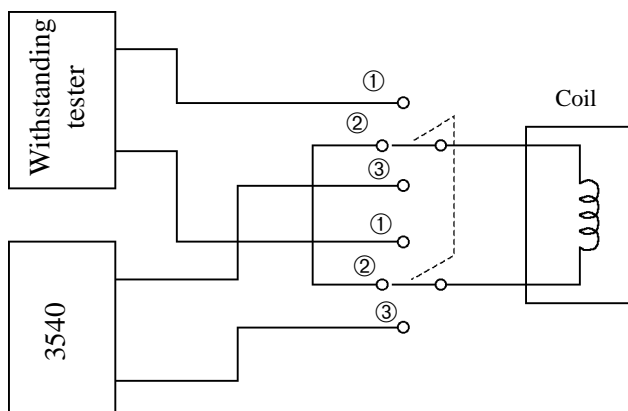 Withstanding
tester
3540
①
②
③
①
②
③
Coil